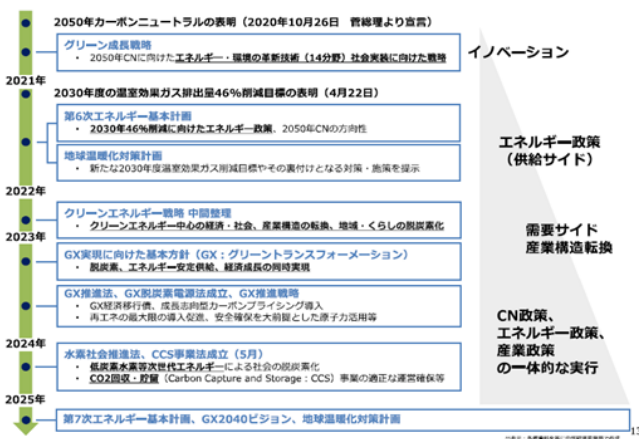 2050年カーボンニュートラルの表明（2020年10月26日　菅総理より宣言）
グリーン成長戦略
・ 2050年CNに向けたエネルギー・環境の革新技術（14分野）社会実装に向けた戦略
イノベーション
2021年
2030年度の温室効果ガス排出量46％削減目標の表明（4月22日）
第6次エネルギー基本計画
・ 2030年46%削減に向けたエネルギー政策、2050年CNの方向性
エネルギー政策
（供給サイド）
地球温暖化対策計画
・ 新たな2030年度温室効果ガス削減目標やその裏付けとなる対策・施策を提示
2022年
クリーンエネルギー戦略 中間整理
・ クリーンエネルギー中心の経済・社会、産業構造の転換、地域・くらしの脱炭素化
需要サイド
産業構造転換
2023年
GX実現に向けた基本方針（GX：グリーントランスフォーメーション）
・ 脱炭素、エネルギー安定供給、経済成長の同時実現
GX推進法、GX脱炭素電源法成立、GX推進戦略
・ GX経済移行債、成長志向型カーボンプライシング導入
・ 再エネの最大限の導入促進、安全確保を大前提とした原子力活用等
CN政策、
エネルギー政策、
産業政策
の一体的な実行
2024年
水素社会推進法、CCS事業法成立（5月）
・ 低炭素水素等次世代エネルギーによる社会の脱炭素化
・ CO2回収・貯留（Carbon Capture and Storage：CCS）事業の適正な運営確保等
2025年
第7次エネルギー基本計画、GX2040ビジョン、地球温暖化対策計画